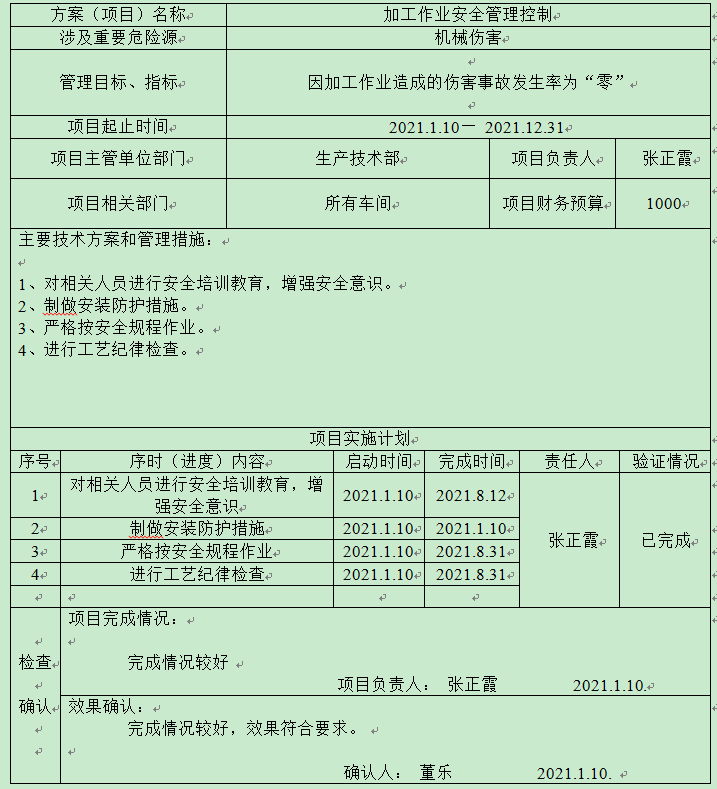 方案（项目）名称 加工作业安全管理控制
涉及重要危险源 机械伤害
管理目标、指标 因加工作业造成的伤害事故发生率为“零”
项目起止时间 2021.1.10一 2021.12.31
项目主管单位部门 生产技术部 项目负责人 张正霞
项目相关部门 所有车间 项目财务预算 1000
主要技术方案和管理措施：
1、对相关人员进行安全培训教育，增强安全意识。
2、制做安装防护措施。
3、严格按安全规程作业。
4、进行工艺纪律检查。
项目实施计划
序号 序时（进度）内容 启动时间 完成时间 责任人 验证情况
1 对相关人员进行安全培训教育，增 2021.1.10 2021.8.12
强安全意识
2 制做安装防护措施 2021.1.10 2021.1.10
3 严格按安全规程作业 2021.1.10 2021.8.31 张正霞 已完成
4 进行工艺纪律检查 2021.1.10 2021.8.31
检查
确认
项目完成情况：
完成情况较好
项目负责人： 张正霞 2021.1.10.
效果确认：
完成情况较好，效果符合要求。
确认人： 董乐 2021.1.10.